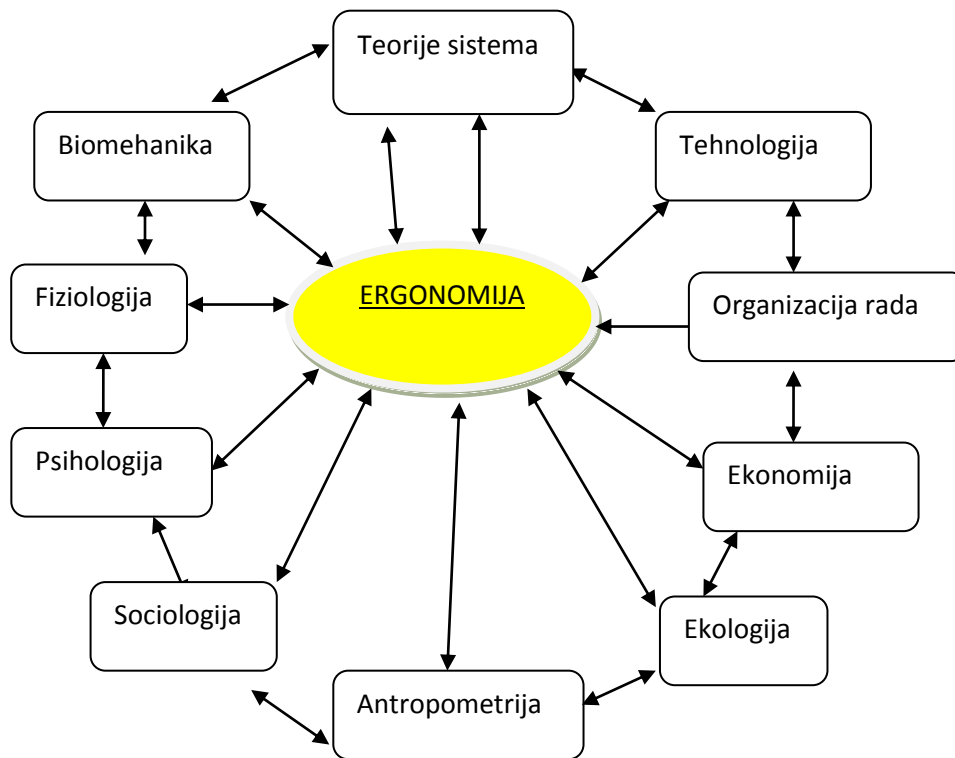 Teorije sistema
Biomehanika
Tehnologija
Fiziologija
ERGONOMIJA
Organizacija rada
Psihologija
Ekonomija
Sociologija
Ekologija
Antropometrija